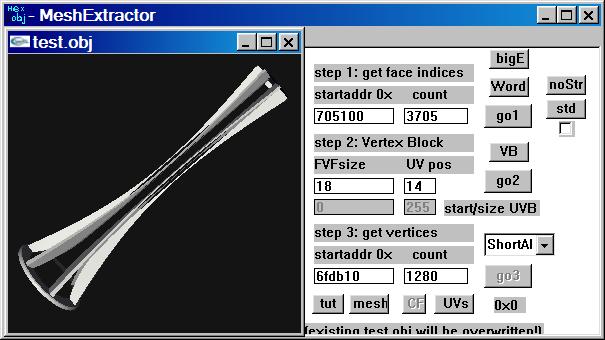 Hex obj - MeshExtractor
test.obj
bigE
step 1: get face indices
Word
noStr
startaddr 0x count
705100 3705
go1
std
step 2: Vertex Block
VB
FVFsize UV pos
18 14
go2
0 255 start/size UVB
step 3: get vertices
ShortAl
startaddr 0x count
6fdb10 1280
go3
tut mesh CF UVs 0x0
(existing test.obj will be overwritten!)